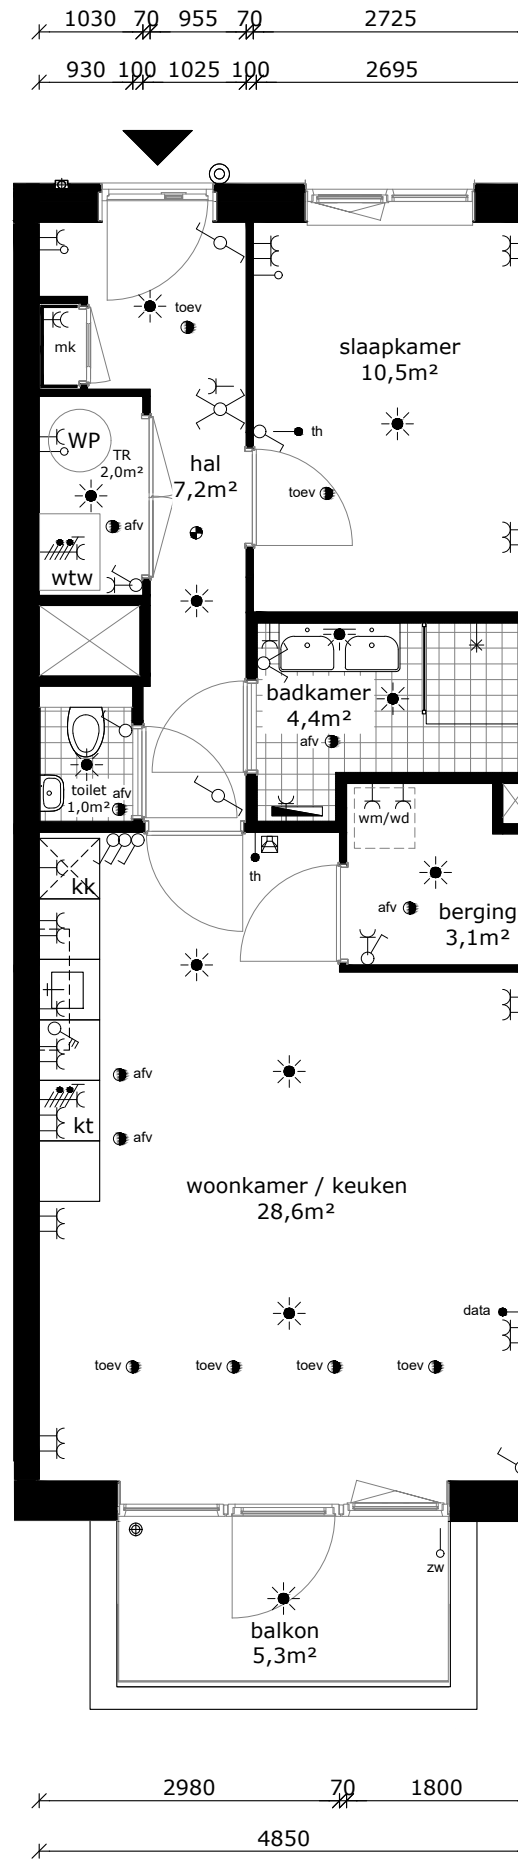 1030 70 955 70 2725
930 100 1025 100 2695
toev
mk
slaapkamer
10,5m²
th
WP
TR
2,0m²
hal
7,2m²
toev
afv
wtw
badkamer
4,4m²
afv
toilet
1,0m²
afv
wm/wd
th
kk
afv
berging
3,1m²
afv
kt
afv
woonkamer / keuken
28,6m²
data
toev toev toev toev
zw
balkon
5,3m²
2980 70 1800
4850